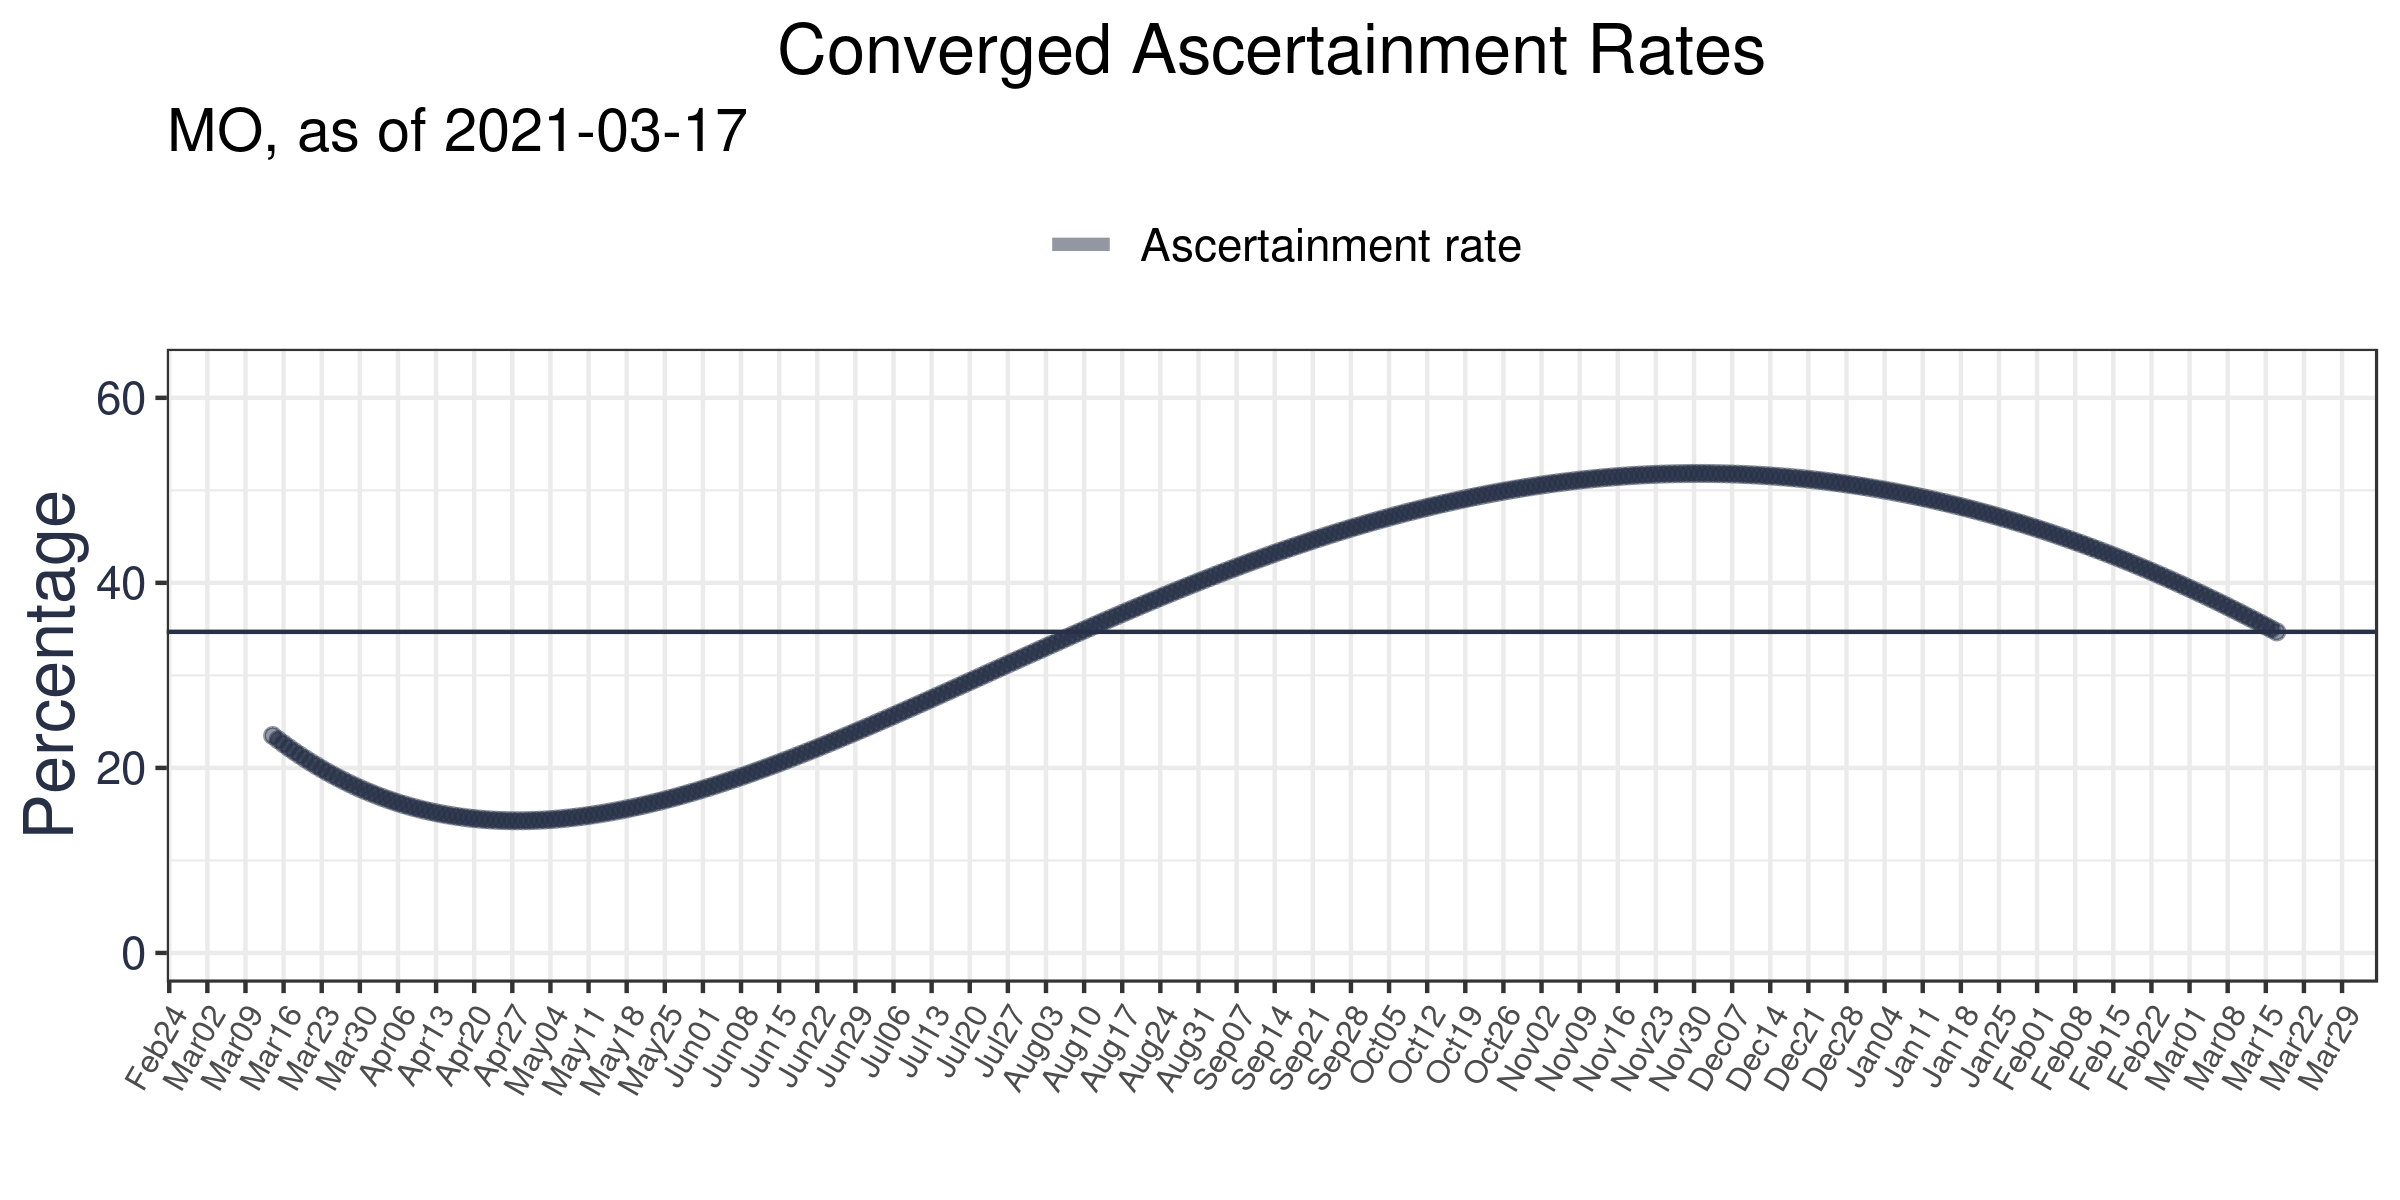 Converged Ascertainment Rates
MO, as of 2021-03-17
Ascertainment rate
Percentage
60
40
20
0
Feb24 Mar02 Mar09 Mar16 Mar23 Mar30 Apr06 Apr13 Apr20 Apr27 May04 May11 May18 May25 Jun01 Jun08 Jun15 Jun22 Jun29 Jul06 Jul13 Jul20 Jul27 Aug03 Aug10 Aug17 Aug24 Aug31 Sep07 Sep14 Sep21 Sep28 Oct05 Oct12 Oct19 Oct26 Nov02 Nov09 Nov16 Nov23 Nov30 Dec07 Dec14 Dec21 Dec28 Jan04 Jan11 Jan18 Jan25 Feb01 Feb08 Feb15 Feb22 Mar01 Mar08 Mar15 Mar22 Mar29